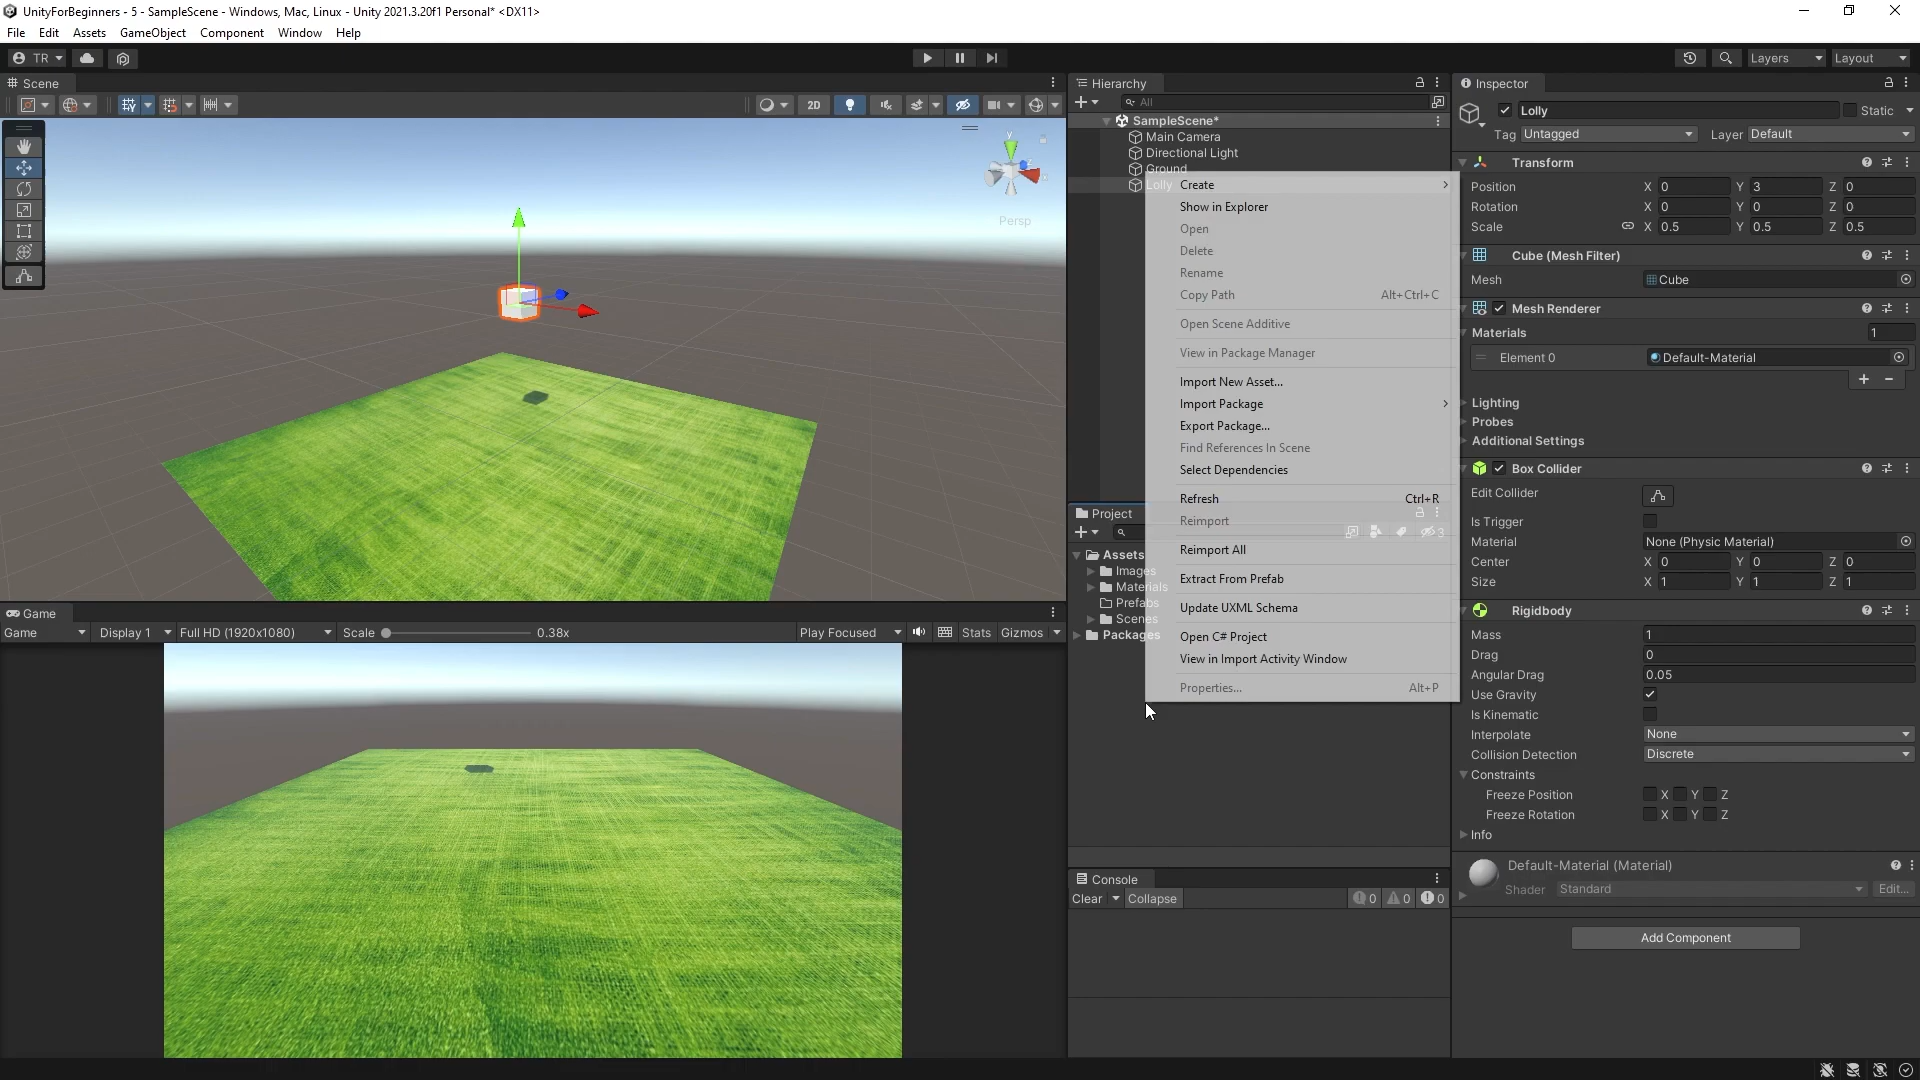 UnityForBeginners - 5 - SampleScene - Windows, Mac, Linux - Unity 2021.3.20f1 Personal* <DX11>
File Edit Assets GameObject Component Window Help
TR
Layers Layout
Scene
2D
y
Persp
Hierarchy
All
SampleScene*
Main Camera
Directional Light
Ground
Lolly
Create
Show in Explorer
Open
Delete
Rename
Copy Path Alt+Ctrl+C
Open Scene Additive
View in Package Manager
Import New Asset...
Import Package
Export Package...
Find References In Scene
Select Dependencies
Refresh Ctrl+R
Reimport
Reimport All
Extract From Prefab
Update UXML Schema
Open C# Project
View in Import Activity Window
Properties... Alt+P
Project
3
Assets
Images
Materials
Prefabs
Scenes
Packages
Console
Clear Collapse 0 0 0
Game
Game Display 1 Full HD (1920x1080) Scale 0.38x Play Focused Stats Gizmos
Inspector
Lolly Static
Tag Untagged Layer Default
Transform
Position X 0 Y 3 Z 0
Rotation X 0 Y 0 Z 0
Scale X 0.5 Y 0.5 Z 0.5
Cube (Mesh Filter)
Mesh Cube
Mesh Renderer
Materials 1
Element 0 Default-Material
Lighting
Probes
Additional Settings
Box Collider
Edit Collider
Is Trigger
Material None (Physic Material)
Center X 0 Y 0 Z 0
Size X 1 Y 1 Z 1
Rigidbody
Mass 1
Drag 0
Angular Drag 0.05
Use Gravity
Is Kinematic
Interpolate None
Collision Detection Discrete
Constraints
Freeze Position X Y Z
Freeze Rotation X Y Z
Info
Default-Material (Material)
Shader Standard Edit...
Add Component